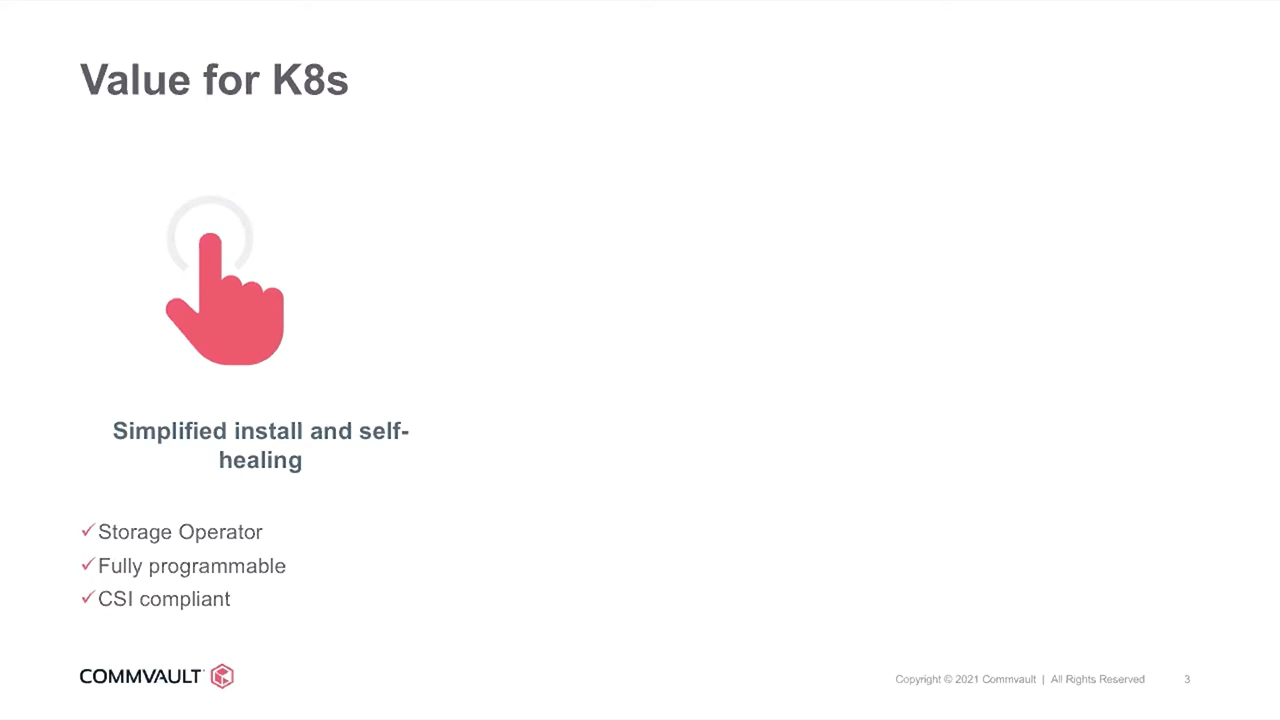 Value for K8s
Simplified install and self-
healing
✓Storage Operator
✓Fully programmable
✓CSI compliant
COMMVAULT
Copyright © 2021 Commvault | All Rights Reserved
3